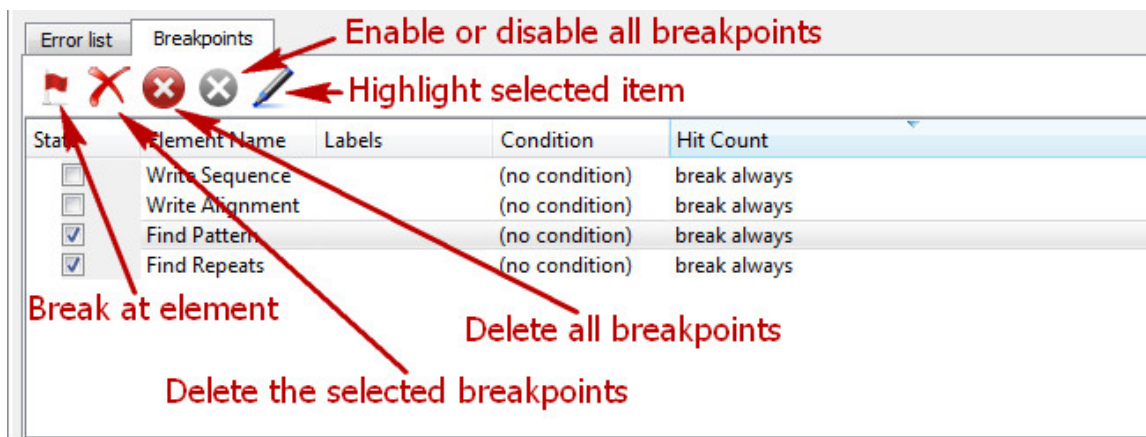 Error list Breakpoints Enable or disable all breakpoints
Highlight selected item
State Element Name Labels Condition Hit Count
Write Sequence (no condition) break always
Write Alignment (no condition) break always
Find Pattern (no condition) break always
Find Repeats (no condition) break always
Break at element
Delete all breakpoints
Delete the selected breakpoints